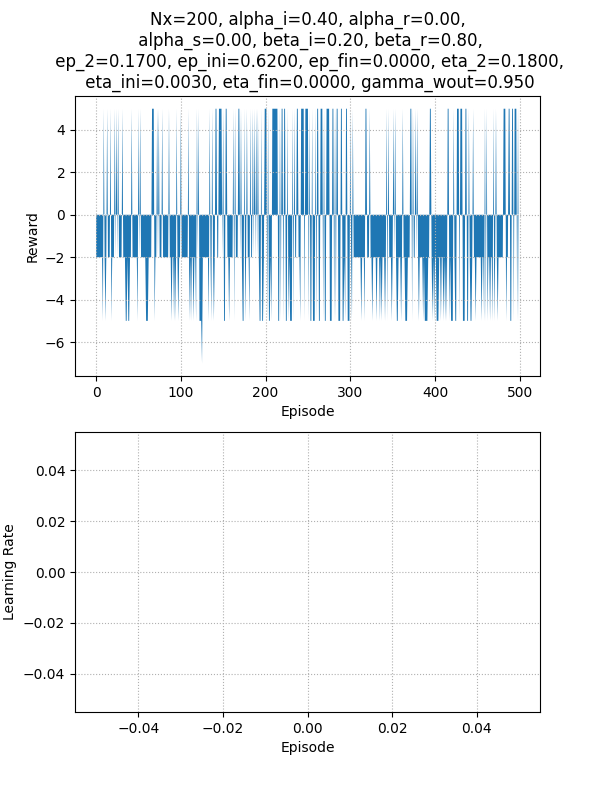 Nx=200, alpha_i=0.40, alpha_r=0.00,
alpha_s=0.00, beta_i=0.20, beta_r=0.80,
ep_2=0.1700, ep_ini=0.6200, ep_fin=0.0000, eta_2=0.1800,
eta_ini=0.0030, eta_fin=0.0000, gamma_wout=0.950
4
2
0
−2
−4
−6
Reward
0 100 200 300 400 500
Episode
0.04
0.02
0.00
−0.02
−0.04
Learning Rate
−0.04 −0.02 0.00 0.02 0.04
Episode